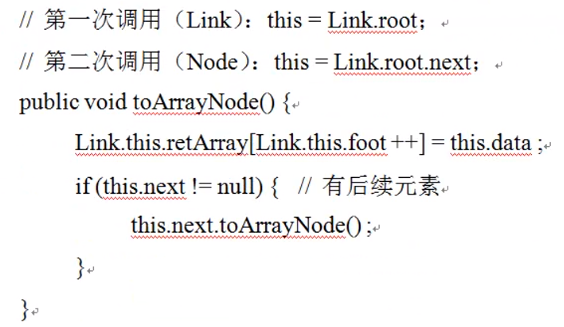 // 第一次调用（Link）：this = Link.root；
// 第二次调用（Node）：this = Link.root.next；
public void toArrayNode() {
Link.this.retArray[Link.this.foot ++] = this.data ;
if (this.next != null) { // 有后续元素
this.next.toArrayNode() ;
}
}